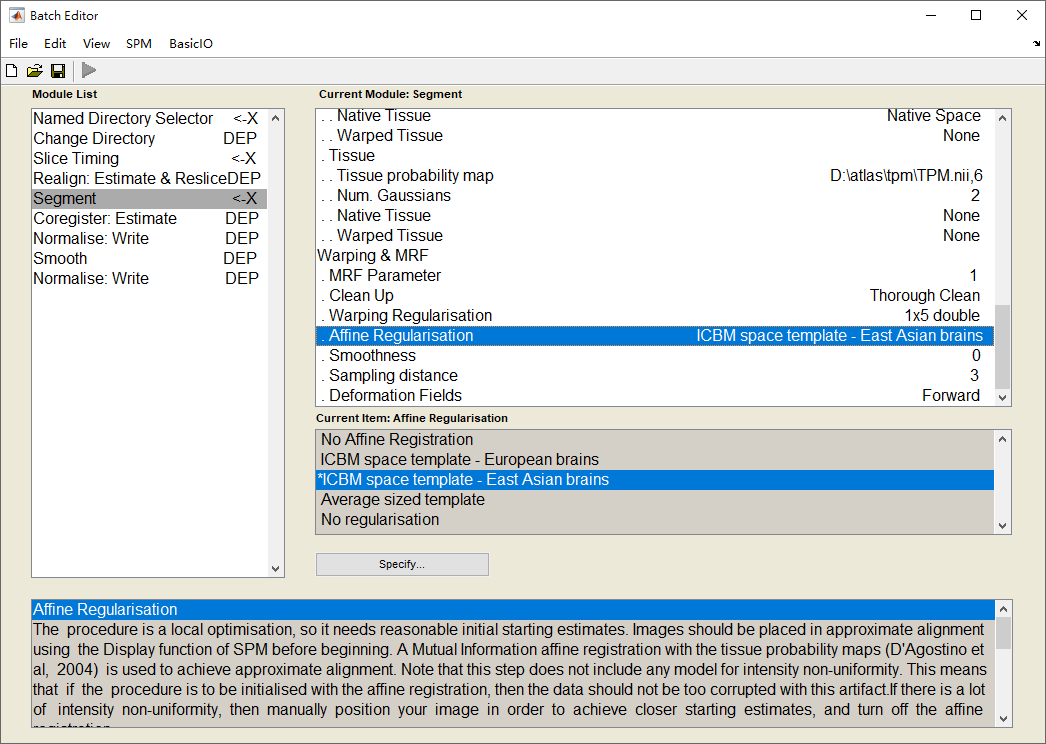 Batch Editor
File Edit View SPM BasicIO
Module List
Named Directory Selector <-X
Change Directory DEP
Slice Timing <-X
Realign: Estimate & ResliceDEP
Segment <-X
Coregister: Estimate DEP
Normalise: Write DEP
Smooth DEP
Normalise: Write DEP
Current Module: Segment
. . Native Tissue Native Space
. . Warped Tissue None
. Tissue
. . Tissue probability map D:\atlas\tpm\TPM.nii,6
. . Num. Gaussians 2
. . Native Tissue None
. . Warped Tissue None
Warping & MRF
. MRF Parameter 1
. Clean Up Thorough Clean
. Warping Regularisation 1x5 double
. Affine Regularisation ICBM space template - East Asian brains
. Smoothness 0
. Sampling distance 3
. Deformation Fields Forward
Current Item: Affine Regularisation
No Affine Registration
ICBM space template - European brains
*ICBM space template - East Asian brains
Average sized template
No regularisation
Specify...
Affine Regularisation
The procedure is a local optimisation, so it needs reasonable initial starting estimates. Images should be placed in approximate alignment
using the Display function of SPM before beginning. A Mutual Information affine registration with the tissue probability maps (D'Agostino et
al, 2004) is used to achieve approximate alignment. Note that this step does not include any model for intensity non-uniformity. This means
that if the procedure is to be initialised with the affine registration, then the data should not be too corrupted with this artifact.If there is a lot
of intensity non-uniformity, then manually position your image in order to achieve closer starting estimates, and turn off the affine